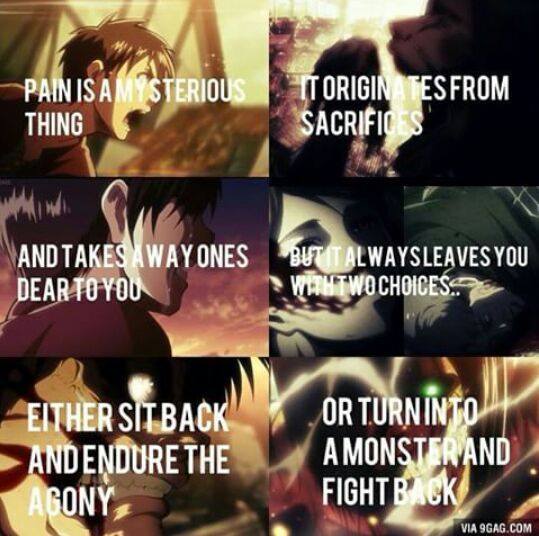 PAIN IS A MYSTERIOUS
THING
IT ORIGINATES FROM
SACRIFICES
AND TAKES AWAY ONES
DEAR TO YOU
BUT IT ALWAYS LEAVES YOU
WITH TWO CHOICES..
EITHER SIT BACK
AND ENDURE THE
AGONY
OR TURN INTO
A MONSTER AND
FIGHT BACK
VIA 9GAG.COM